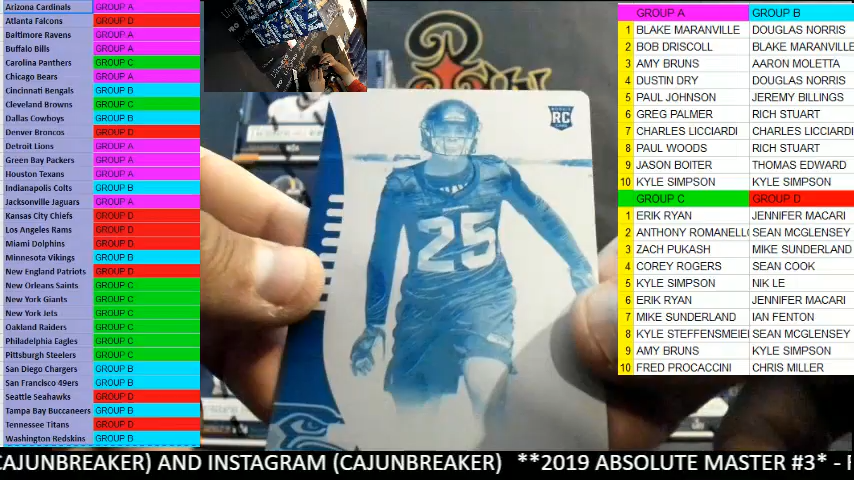 Arizona Cardinals GROUP A
Atlanta Falcons GROUP D
Baltimore Ravens GROUP A
Buffalo Bills GROUP A
Carolina Panthers GROUP C
Chicago Bears GROUP A
Cincinnati Bengals GROUP B
Cleveland Browns GROUP C
Dallas Cowboys GROUP B
Denver Broncos GROUP D
Detroit Lions GROUP A
Green Bay Packers GROUP A
Houston Texans GROUP A
Indianapolis Colts GROUP B
Jacksonville Jaguars GROUP A
Kansas City Chiefs GROUP D
Los Angeles Rams GROUP D
Miami Dolphins GROUP D
Minnesota Vikings GROUP B
New England Patriots GROUP D
New Orleans Saints GROUP C
New York Giants GROUP C
New York Jets GROUP C
Oakland Raiders GROUP C
Philadelphia Eagles GROUP C
Pittsburgh Steelers GROUP C
San Diego Chargers GROUP B
San Francisco 49ers GROUP B
Seattle Seahawks GROUP D
Tampa Bay Buccaneers GROUP B
Tennessee Titans GROUP D
Washington Redskins GROUP B
RC
25
GROUP A GROUP B
1 BLAKE MARANVILLE DOUGLAS NORRIS
2 BOB DRISCOLL BLAKE MARANVILLE
3 AMY BRUNS AARON MOLETTA
4 DUSTIN DRY DOUGLAS NORRIS
5 PAUL JOHNSON JEREMY BILLINGS
6 GREG PALMER RICH STUART
7 CHARLES LICCIARDI CHARLES LICCIARDI
8 PAUL WOODS RICH STUART
9 JASON BOITER THOMAS EDWARD
10 KYLE SIMPSON KYLE SIMPSON
GROUP C GROUP D
1 ERIK RYAN JENNIFER MACARI
2 ANTHONY ROMANELLO SEAN MCGLENSEY
3 ZACH PUKASH MIKE SUNDERLAND
4 COREY ROGERS SEAN COOK
5 KYLE SIMPSON NIK LE
6 ERIK RYAN JENNIFER MACARI
7 MIKE SUNDERLAND IAN FENTON
8 KYLE STEFFENSMEIE SEAN MCGLENSEY
9 AMY BRUNS KYLE SIMPSON
10 FRED PROCACCINI CHRIS MILLER
CAJUNBREAKER) AND INSTAGRAM (CAJUNBREAKER) **2019 ABSOLUTE MASTER #3* -